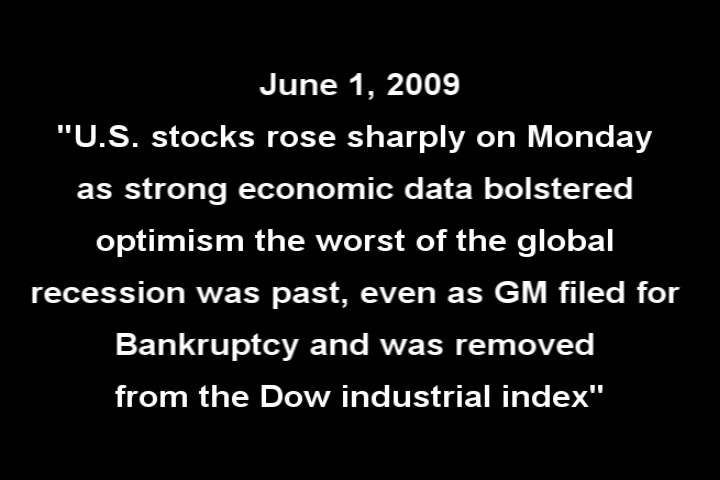 June 1, 2009
"U.S. stocks rose sharply on Monday
as strong economic data bolstered
optimism the worst of the global
recession was past, even as GM filed for
Bankruptcy and was removed
from the Dow industrial index"